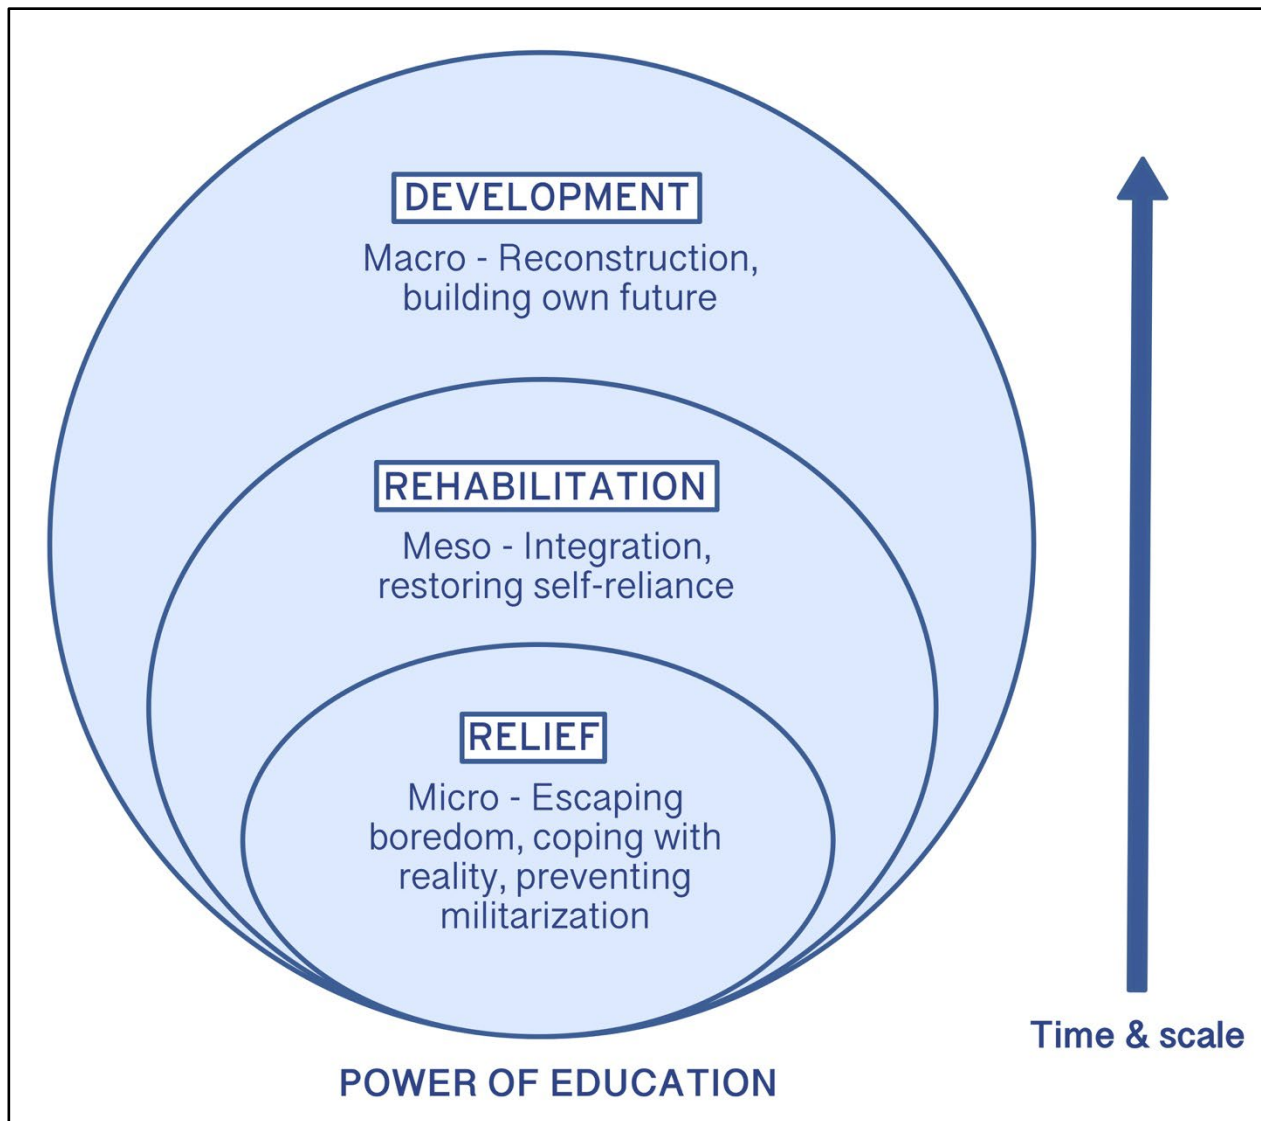 DEVELOPMENT
Macro - Reconstruction,
building own future
REHABILITATION
Meso - Integration,
restoring self-reliance
RELIEF
Micro - Escaping
boredom, coping with
reality, preventing
militarization
Time & scale
POWER OF EDUCATION